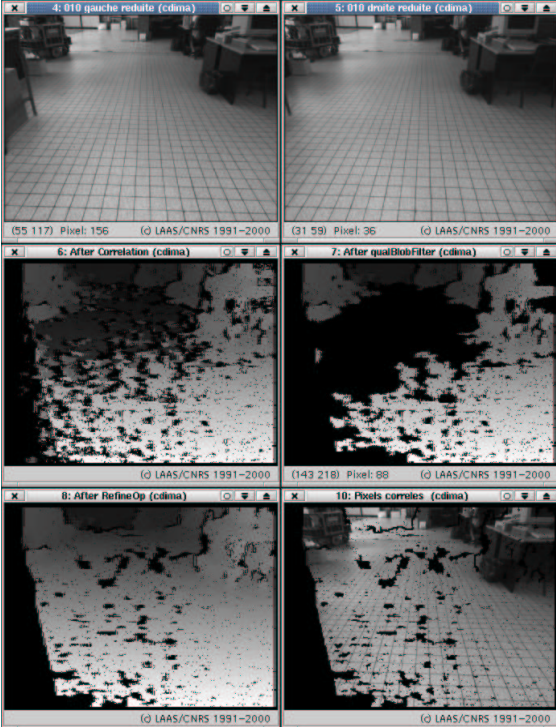 4: 010 gauche reduite (cdima)
5: 010 droite reduite (cdima)
(55 117) Pixel: 156 (c) LAAS/CNRS 1991-2000
(31 59) Pixel: 36 (c) LAAS/CNRS 1991-2000
6: After Correlation (cdima)
7: After qualBlobFilter (cdima)
(c) LAAS/CNRS 1991-2000
(143 218) Pixel: 88 (c) LAAS/CNRS 1991-2000
8: After RefineOp (cdima)
10: Pixels correles (cdima)
(c) LAAS/CNRS 1991-2000
(c) LAAS/CNRS 1991-2000